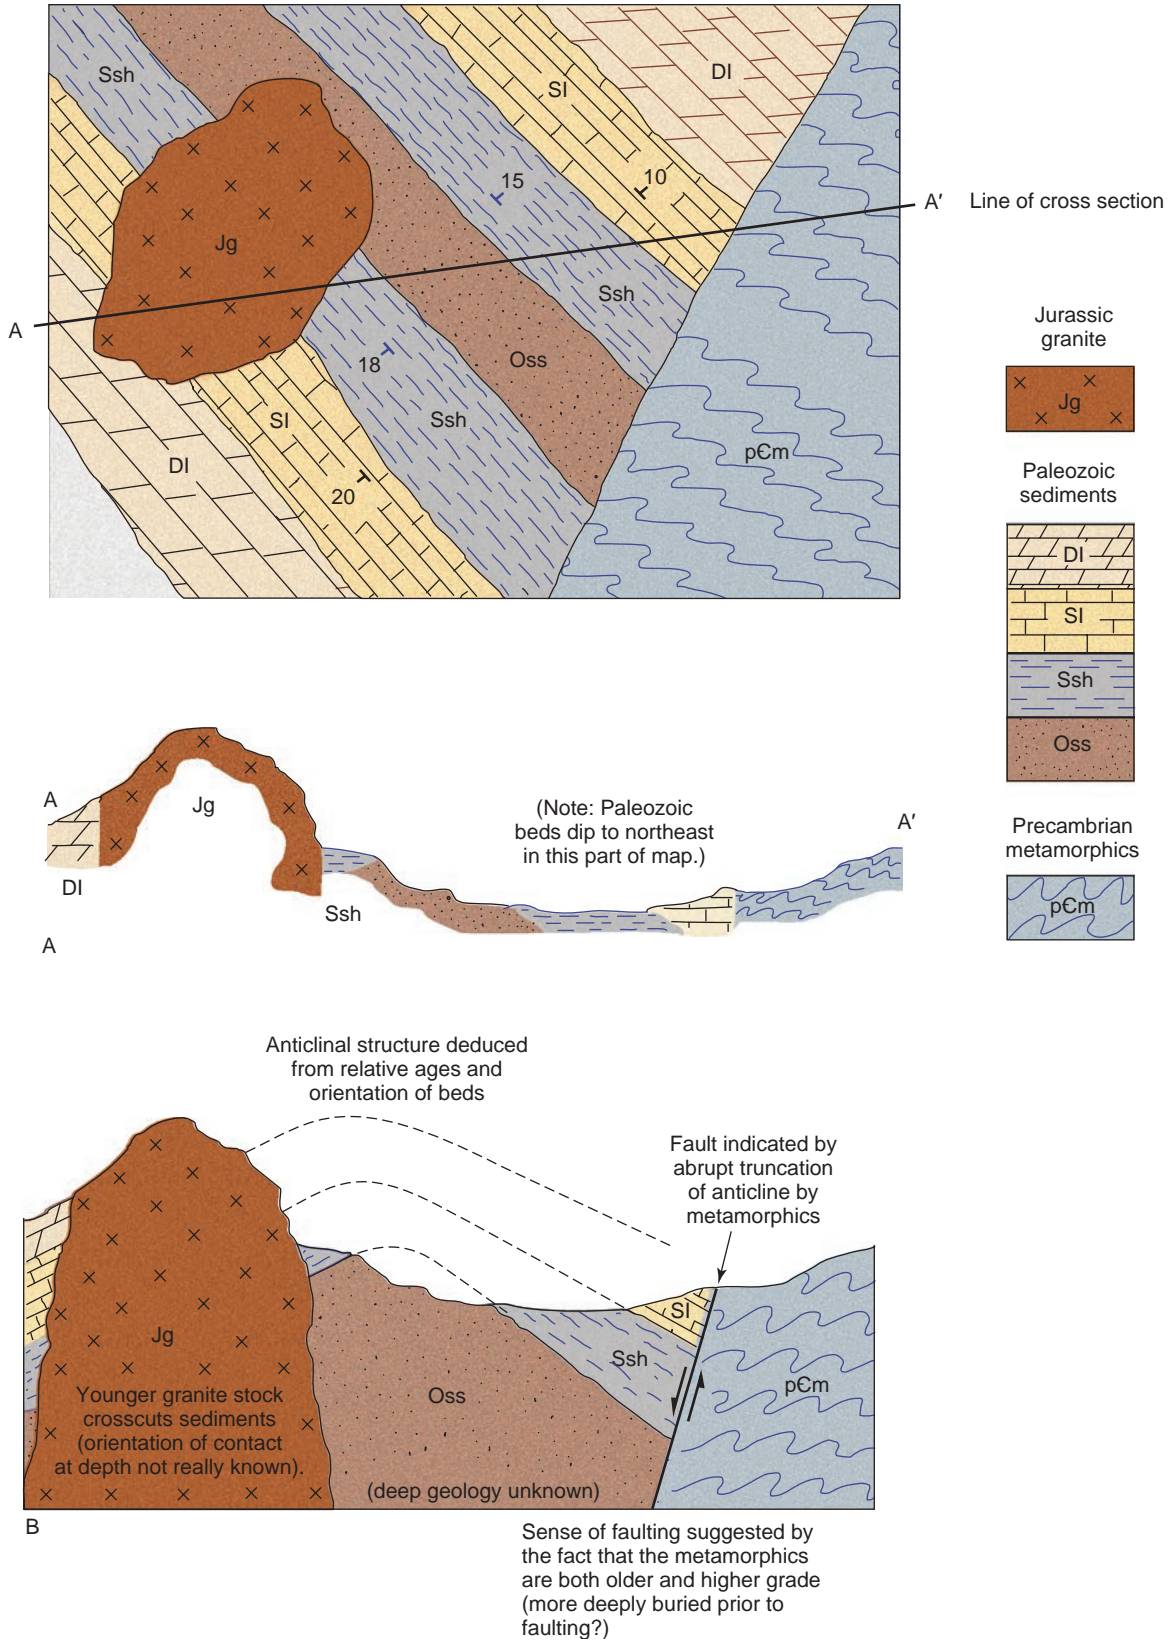 Ssh
Sl
Dl
15
10
A′ Line of cross section
Jg
Ssh
A
18
Oss
Ssh
Sl
Dl
20
p€m
Jurassic
granite
Jg
Paleozoic
sediments
Dl
Sl
Ssh
Oss
Precambrian
metamorphics
p€m
A
Jg
(Note: Paleozoic
beds dip to northeast
in this part of map.)
A′
Dl
Ssh
A
Anticlinal structure deduced
from relative ages and
orientation of beds
Fault indicated by
abrupt truncation
of anticline by
metamorphics
Sl
Jg
Ssh
p€m
Oss
Younger granite stock
crosscuts sediments
(orientation of contact
at depth not really known).
(deep geology unknown)
B
Sense of faulting suggested by
the fact that the metamorphics
are both older and higher grade
(more deeply buried prior to
faulting?)